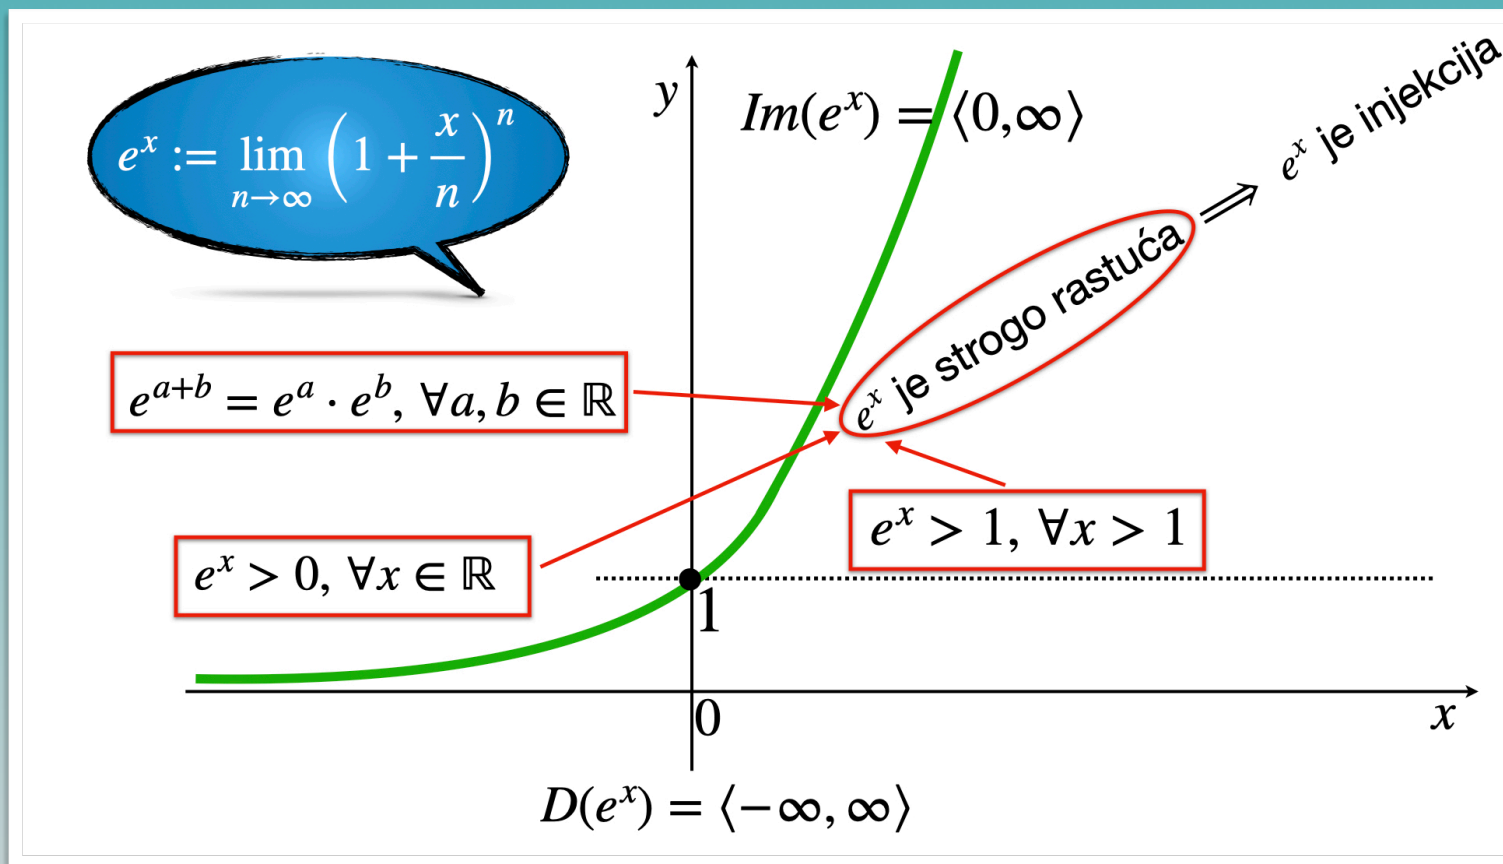 e^x := lim_{n→∞} (1 + x/n)^n
y
Im(e^x) = ⟨0,∞⟩
e^x je strogo rastuća ⟹ e^x je injekcija
e^{a+b} = e^a · e^b, ∀a, b ∈ ℝ
e^x > 1, ∀x > 1
e^x > 0, ∀x ∈ ℝ
1
0
x
D(e^x) = ⟨−∞, ∞⟩